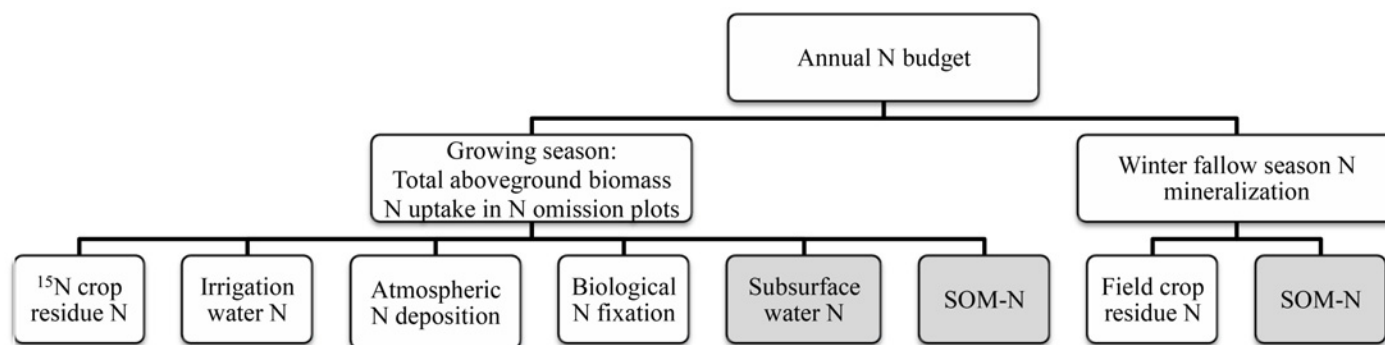 Annual N budget
Growing season:
Total aboveground biomass
N uptake in N omission plots
Winter fallow season N
mineralization
¹⁵N crop
residue N
Irrigation
water N
Atmospheric
N deposition
Biological
N fixation
Subsurface
water N
SOM-N
Field crop
residue N
SOM-N